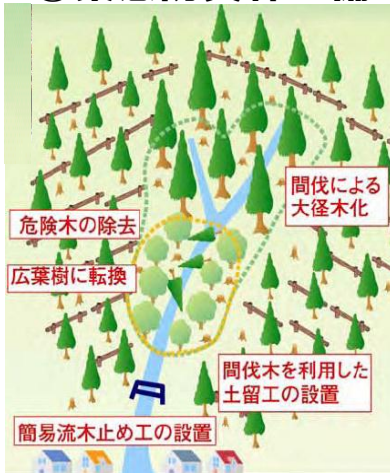 間伐による
大径木化
危険木の除去
広葉樹に転換
間伐木を利用した
土留工の設置
簡易流木止め工の設置